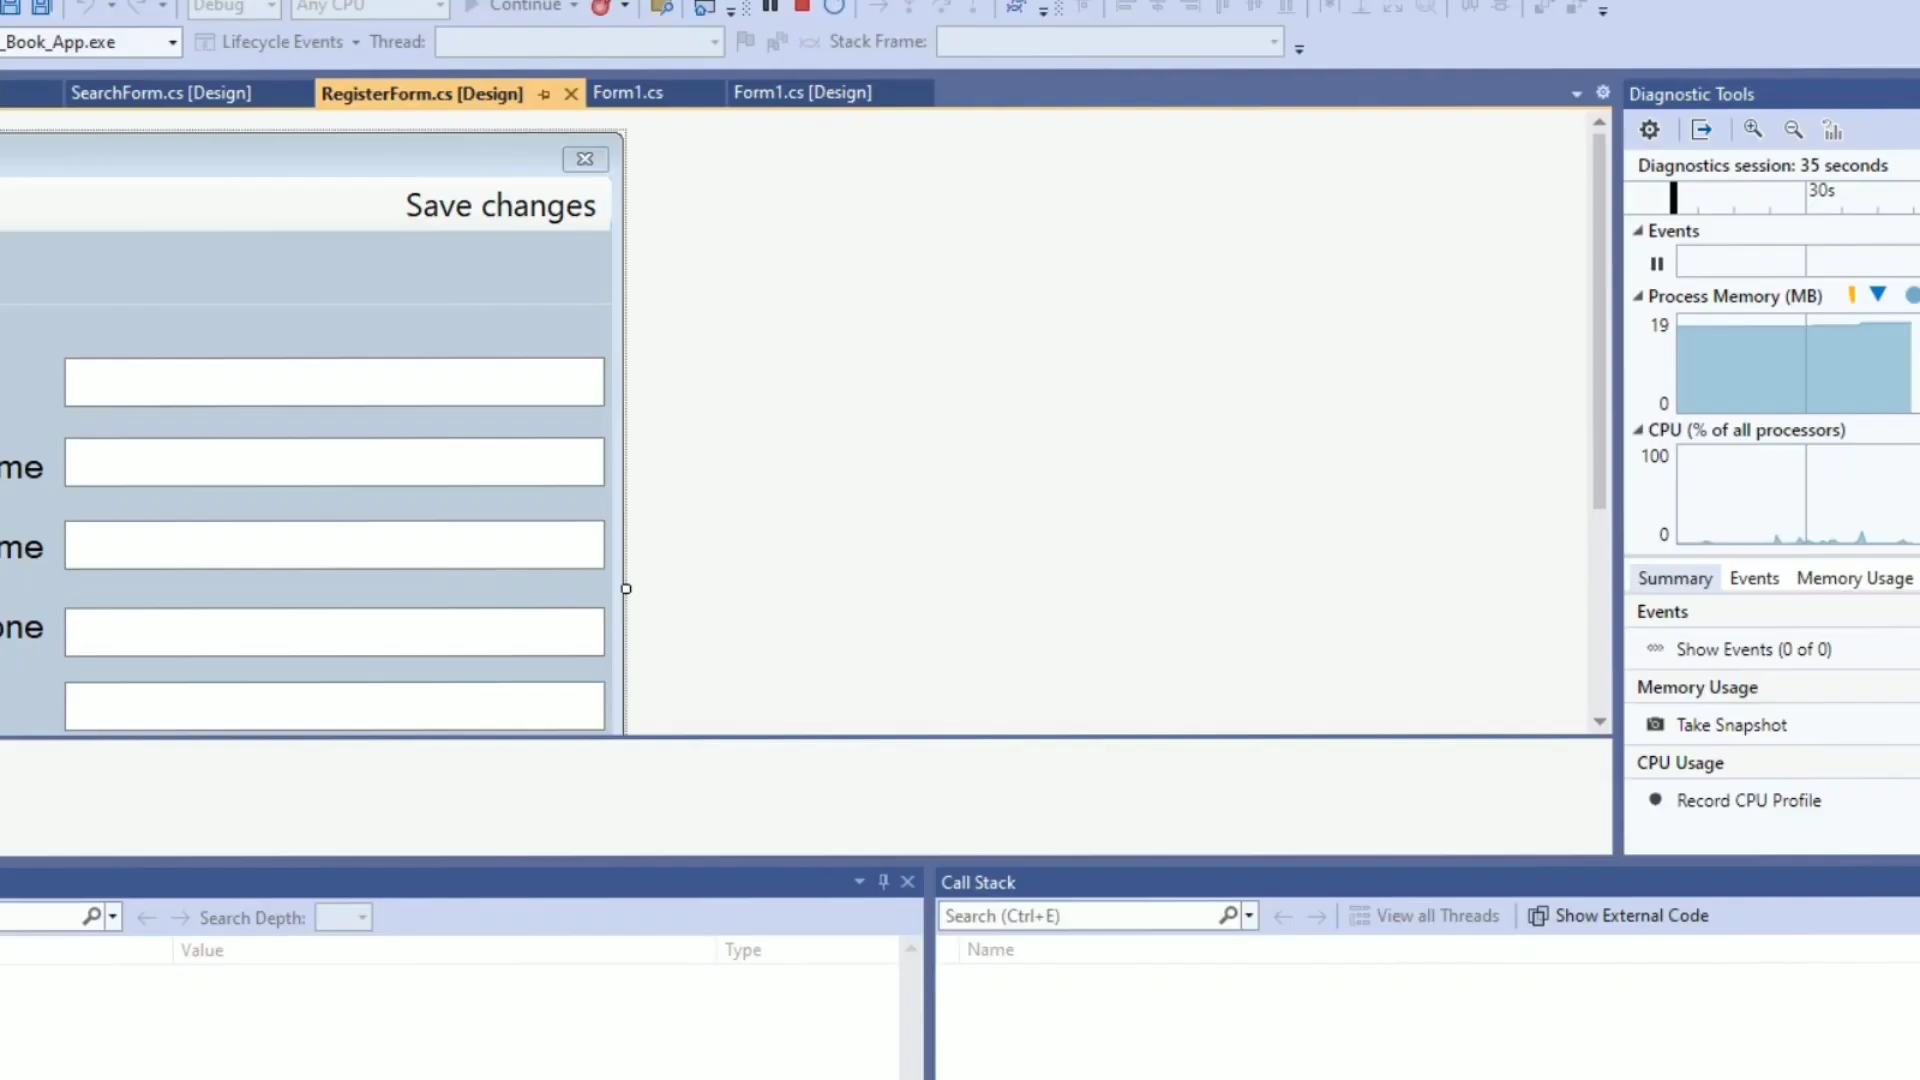 Debug Any CPU Continue
_Book_App.exe Lifecycle Events Thread: Stack Frame:
SearchForm.cs [Design] RegisterForm.cs [Design] Form1.cs Form1.cs [Design]
Save changes
me
me
one
Diagnostic Tools
Diagnostics session: 35 seconds
30s
Events
Process Memory (MB)
19
0
CPU (% of all processors)
100
0
Summary Events Memory Usage
Events
Show Events (0 of 0)
Memory Usage
Take Snapshot
CPU Usage
Record CPU Profile
Search Depth:
Value Type
Call Stack
Search (Ctrl+E) View all Threads Show External Code
Name